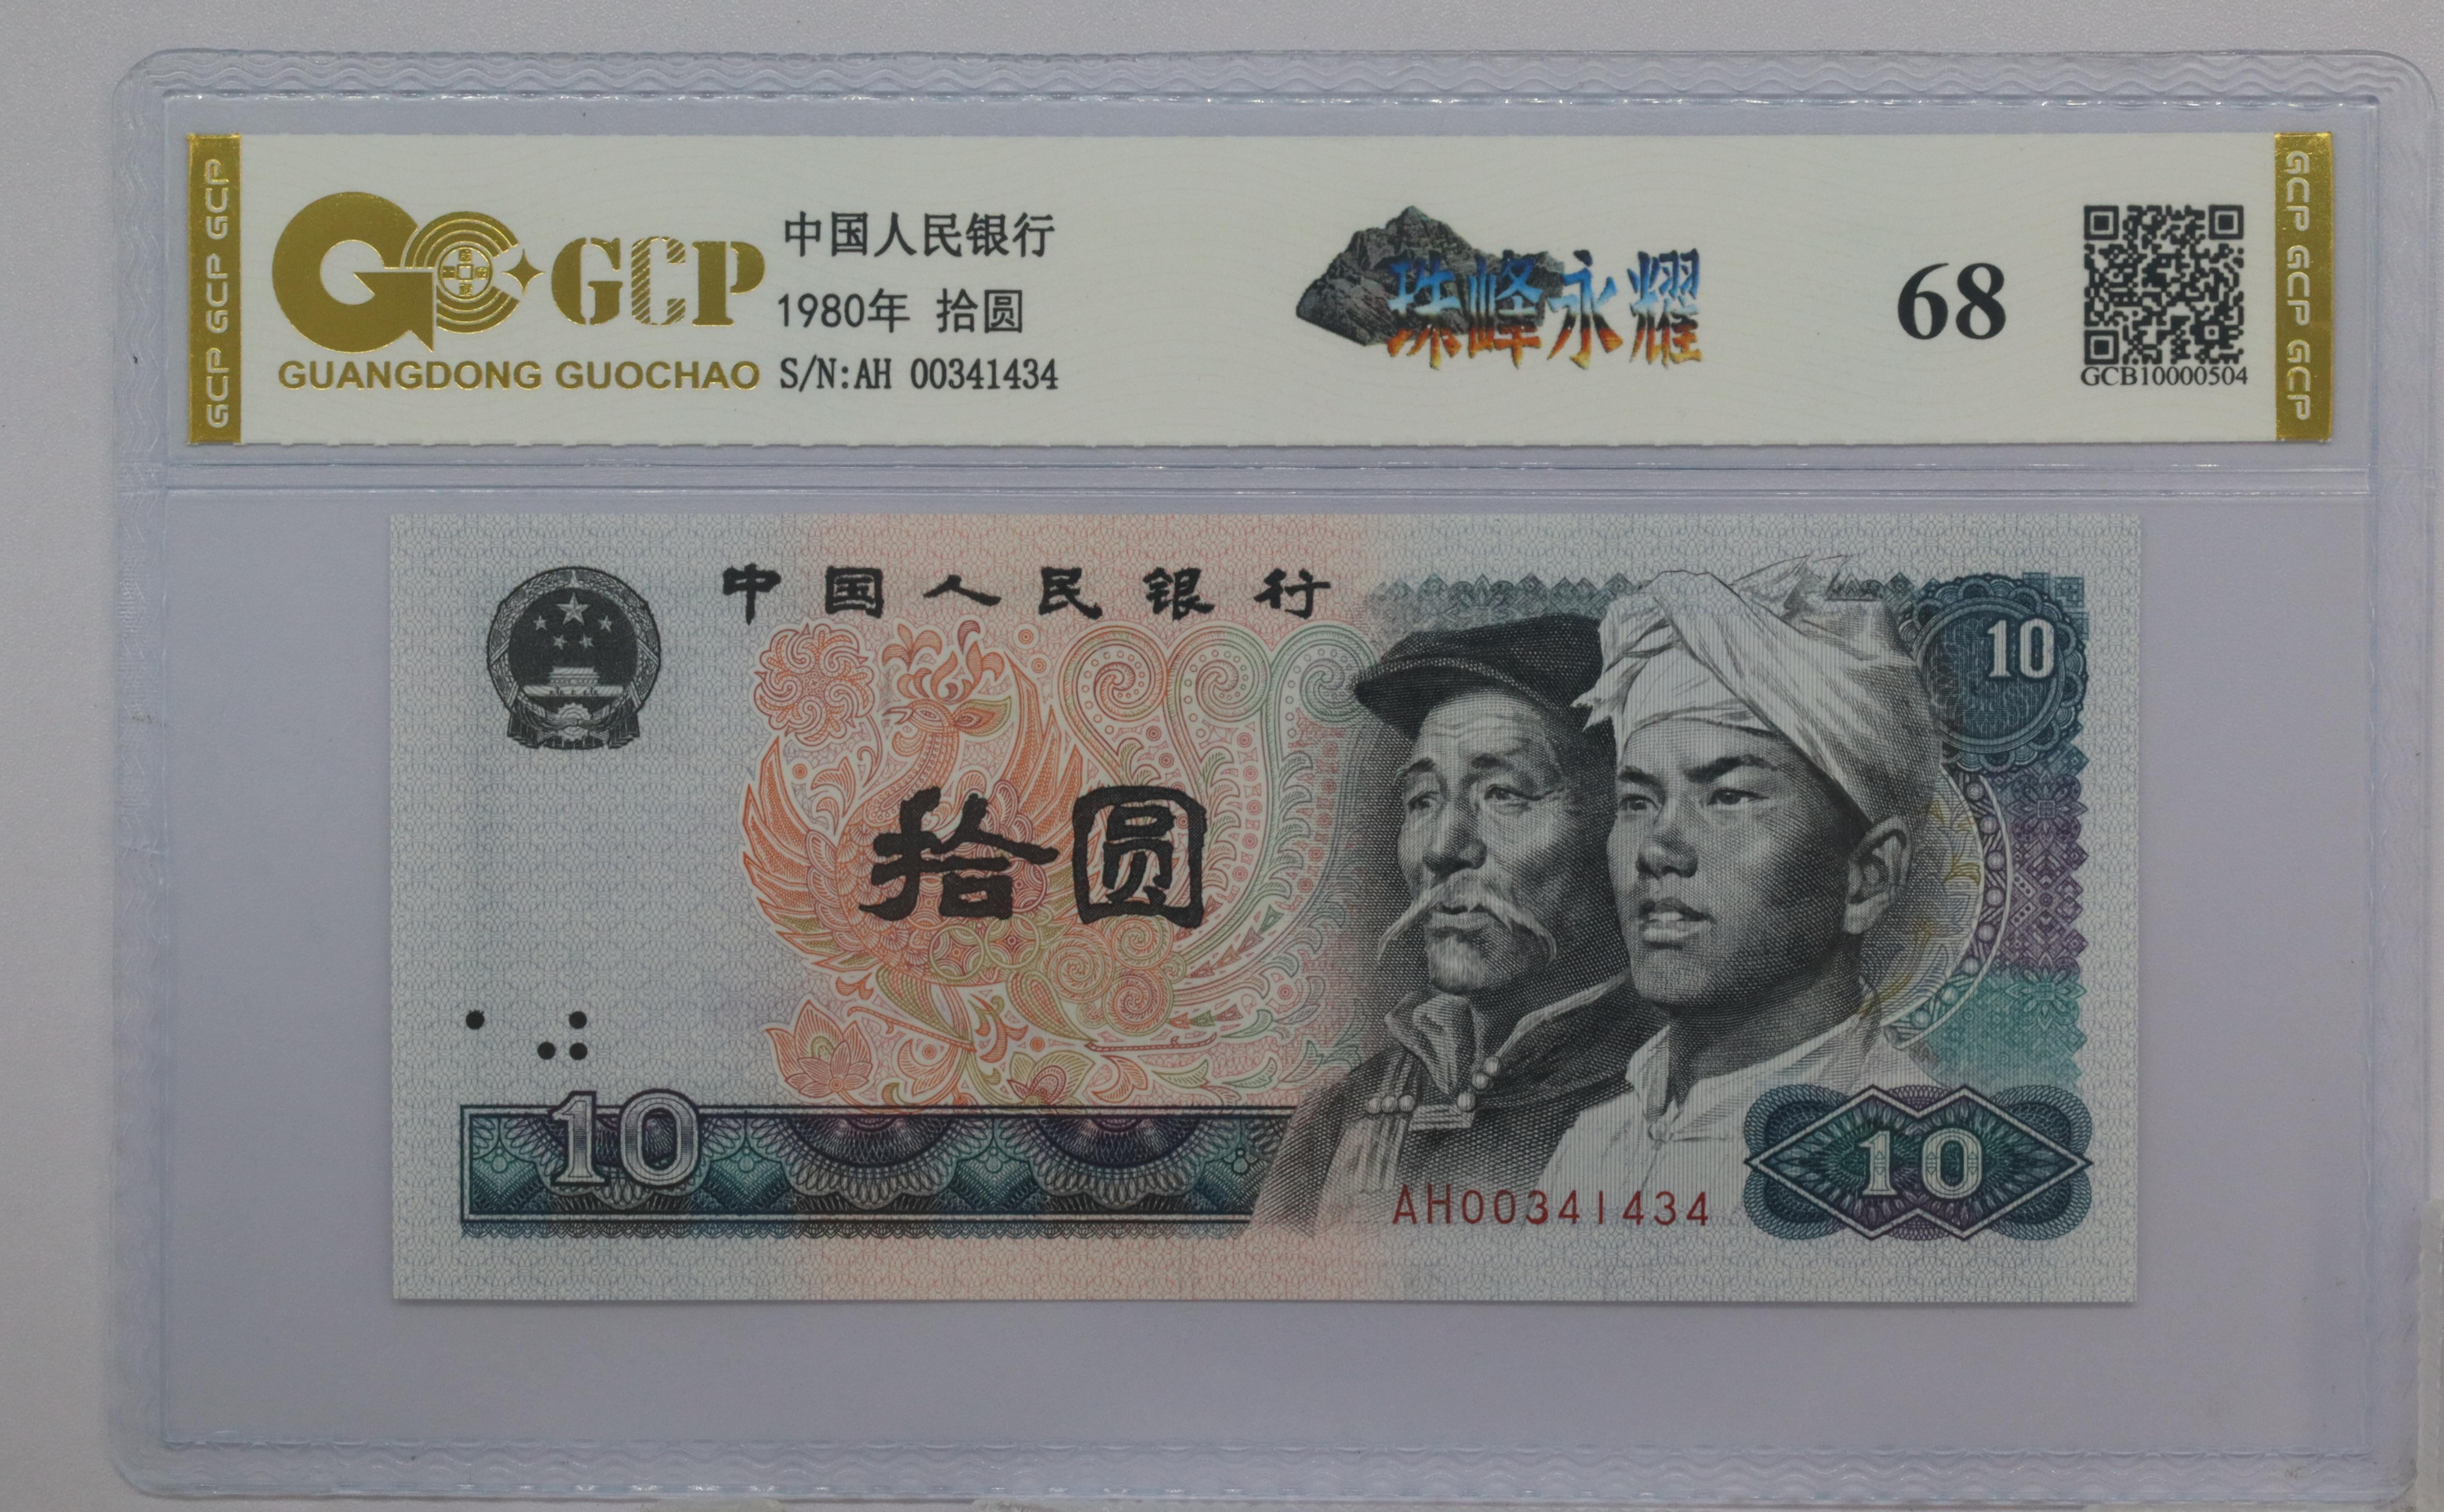 GCP GCP GCP
GCP
GUANGDONG GUOCHAO
中国人民银行
1980年 拾圆
S/N:AH 00341434
珠峰永耀
68
GCB10000504
GCP GCP GCP
中国人民银行
10
拾圆
10
AH00341434
10